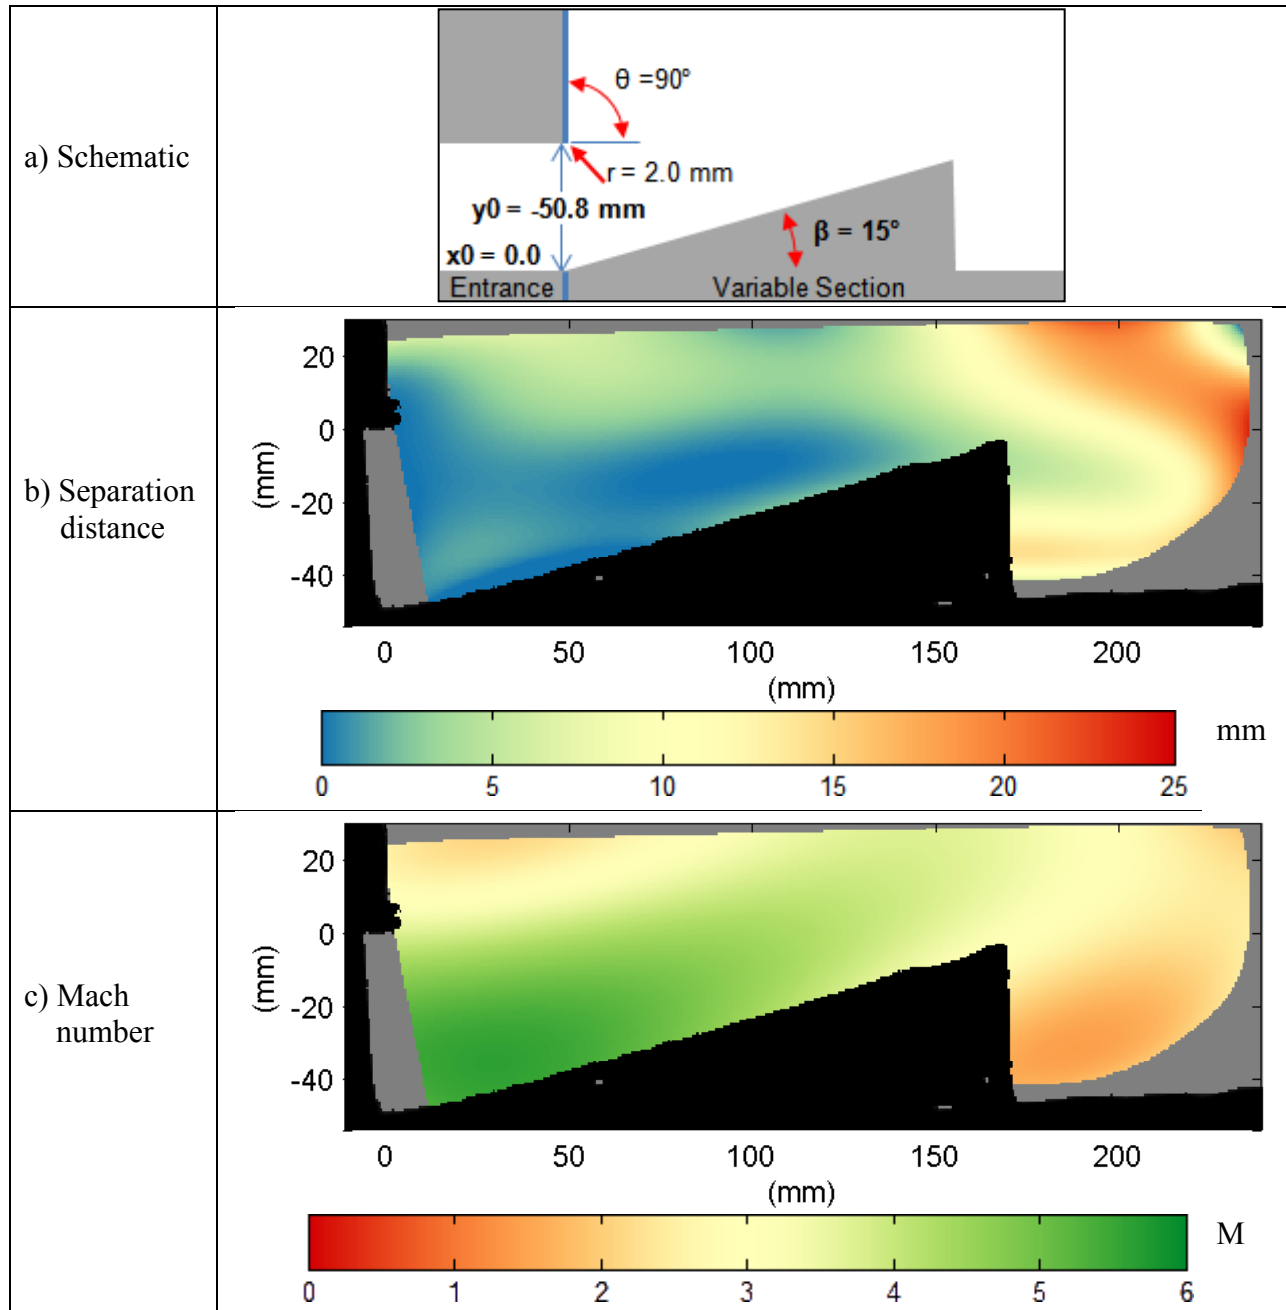 a) Schematic
θ =90°
r = 2.0 mm
y0 = -50.8 mm
x0 = 0.0
β = 15°
Entrance
Variable Section
b) Separation
distance
20
0
-20
-40
(mm)
0 50 100 150 200
(mm)
mm
0 5 10 15 20 25
c) Mach
number
20
0
-20
-40
(mm)
0 50 100 150 200
(mm)
M
0 1 2 3 4 5 6